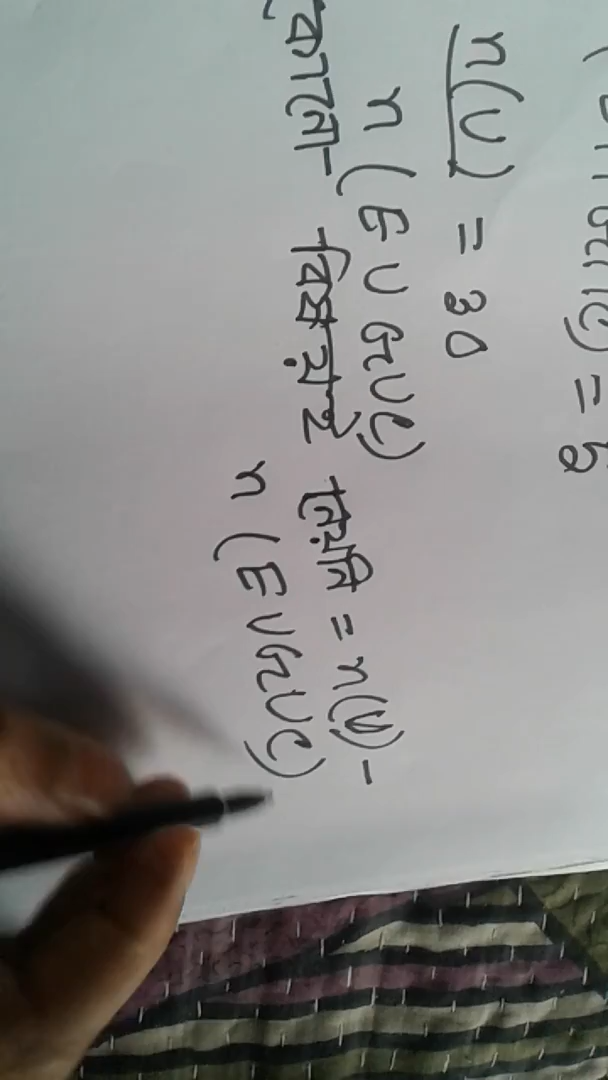 n(U) = 30
n(E ∪ জ ∪ C)
কোনো- বিষয়ই নেয়নি = n(U) -
n(E ∪ জ ∪ C)